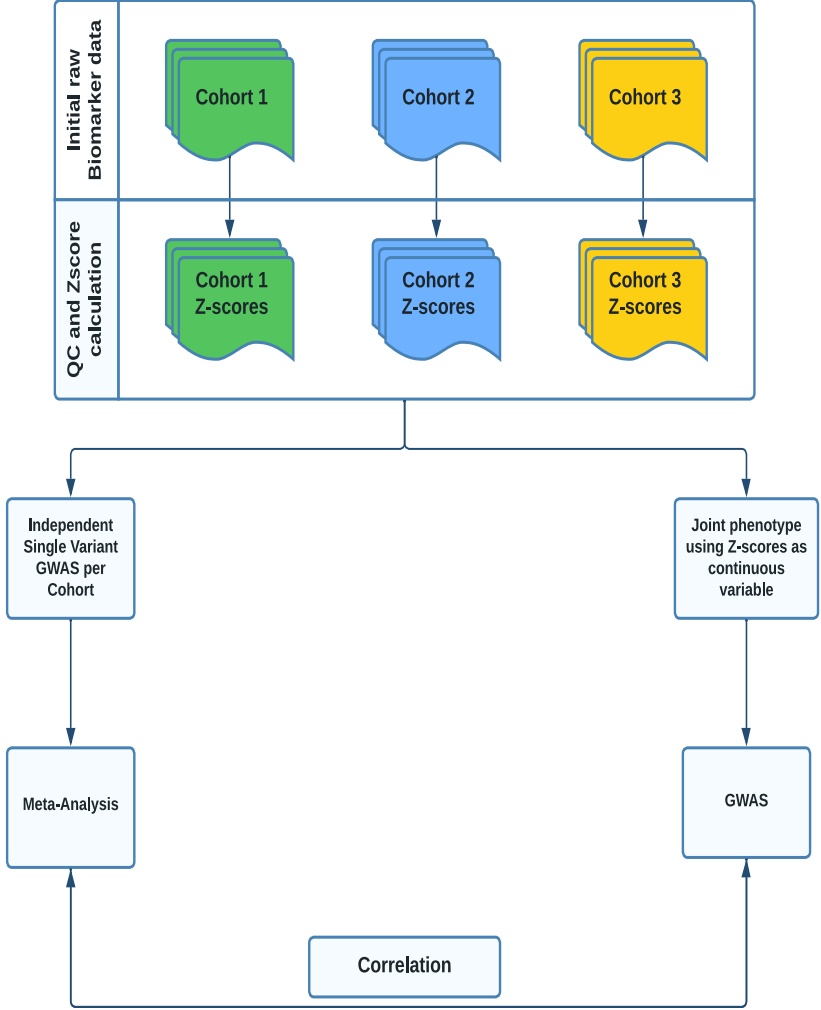 Initial raw
Biomarker data
Cohort 1
Cohort 2
Cohort 3
QC and Zscore
calculation
Cohort 1
Z-scores
Cohort 2
Z-scores
Cohort 3
Z-scores
Independent
Single Variant
GWAS per
Cohort
Joint phenotype
using Z-scores as
continuous
variable
Meta-Analysis
GWAS
Correlation